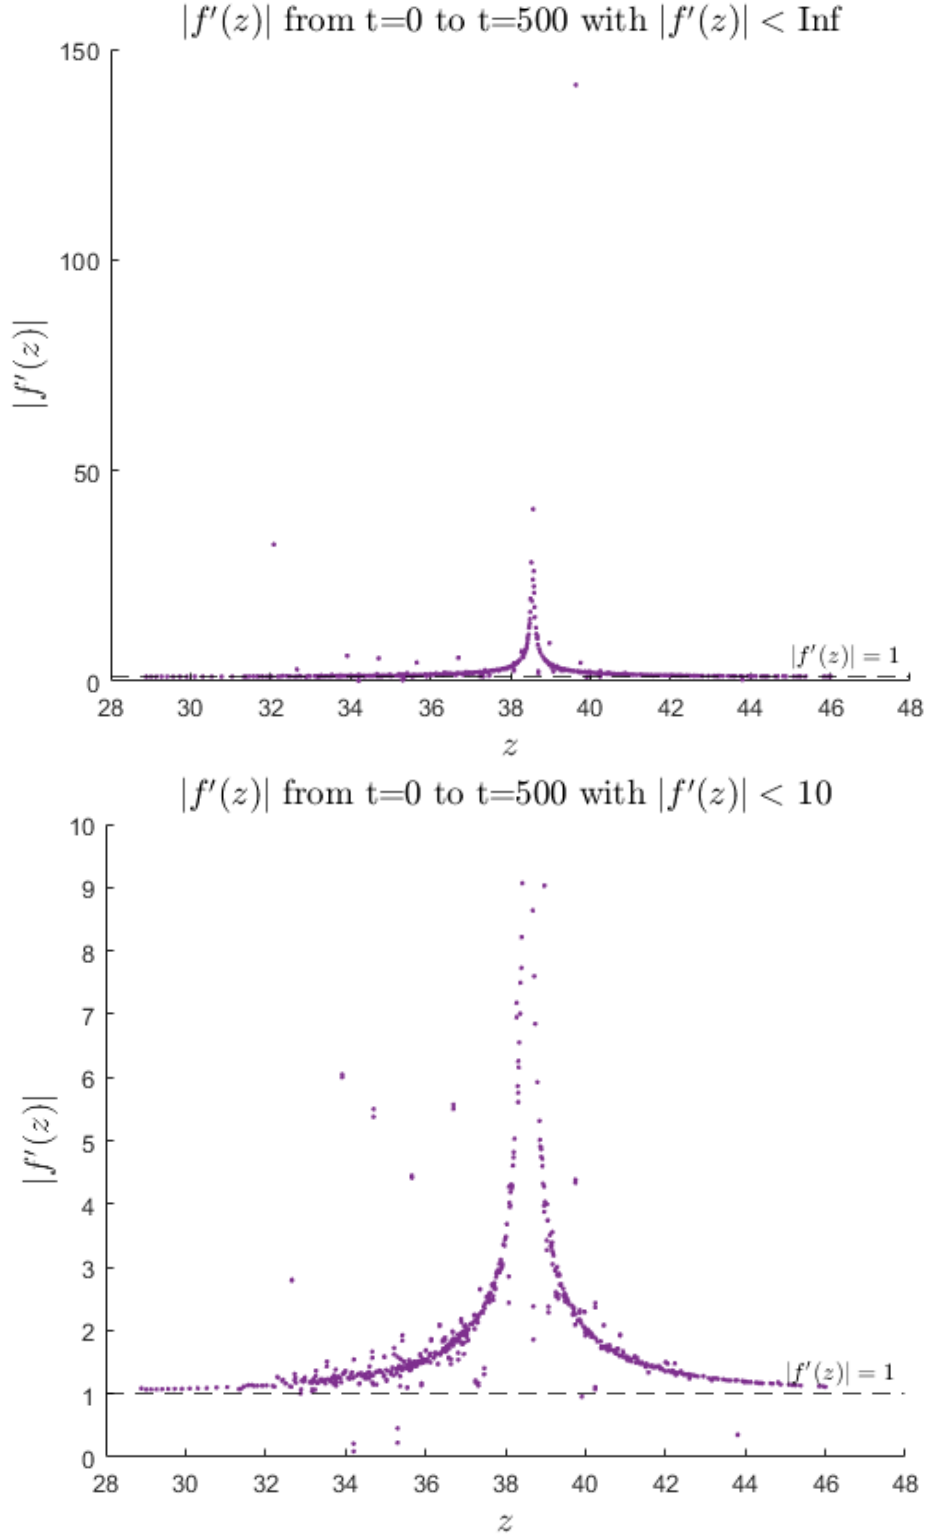 |f′(z)| from t=0 to t=500 with |f′(z)| < Inf
150
100
50
0
|f′(z)|
|f′(z)| = 1
28 30 32 34 36 38 40 42 44 46 48
z
|f′(z)| from t=0 to t=500 with |f′(z)| < 10
10
9
8
7
6
5
4
3
2
1
0
|f′(z)|
|f′(z)| = 1
28 30 32 34 36 38 40 42 44 46 48
z